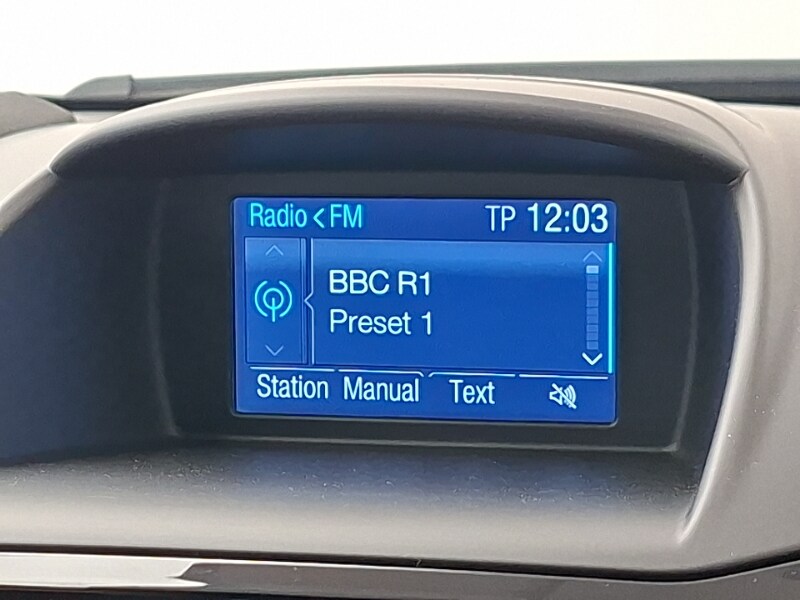 Radio < FM TP 12:03
BBC R1
Preset 1
Station Manual Text